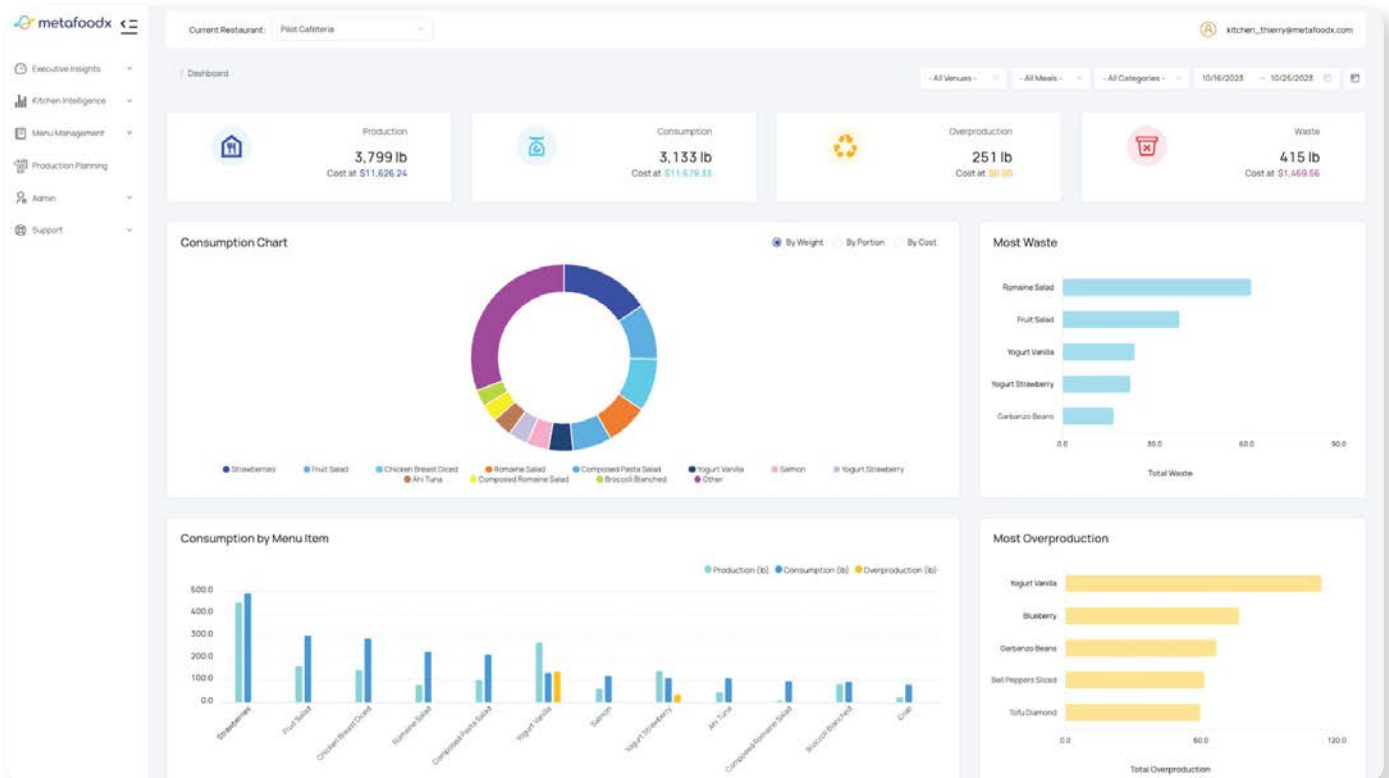 metafoodx
Current Restaurant: Pilot Cafeteria
kitchen_thierry@metafoodx.com
Executive Insights
Kitchen Intelligence
Menu Management
Production Planning
Admin
Support
Dashboard
- All Venues -
- All Meals -
- All Categories -
10/16/2023 — 10/25/2023
Production
3,799 lb
Cost at $11,626.24
Consumption
3,133 lb
Cost at $11,679.33
Overproduction
251 lb
Cost at $0.00
Waste
415 lb
Cost at $1,469.56
Consumption Chart
By Weight By Portion By Cost
Strawberries Fruit Salad Chicken Breast Diced Romaine Salad Composed Pasta Salad Yogurt Vanilla Salmon Yogurt Strawberry
Ahi Tuna Composed Romaine Salad Broccoli Blanched Other
Most Waste
Romaine Salad
Fruit Salad
Yogurt Vanilla
Yogurt Strawberry
Garbanzo Beans
0.0 30.0 60.0 90.0
Total Waste
Consumption by Menu Item
Production (lb) Consumption (lb) Overproduction (lb)
500.0
400.0
300.0
200.0
100.0
0.0
Strawberries
Fruit Salad
Chicken Breast Diced
Romaine Salad
Composed Pasta Salad
Yogurt Vanilla
Salmon
Yogurt Strawberry
Ahi Tuna
Composed Romaine Salad
Broccoli Blanched
Most Overproduction
Yogurt Vanilla
Blueberry
Garbanzo Beans
Bell Peppers Sliced
Tofu Diamond
0.0 60.0 120.0
Total Overproduction